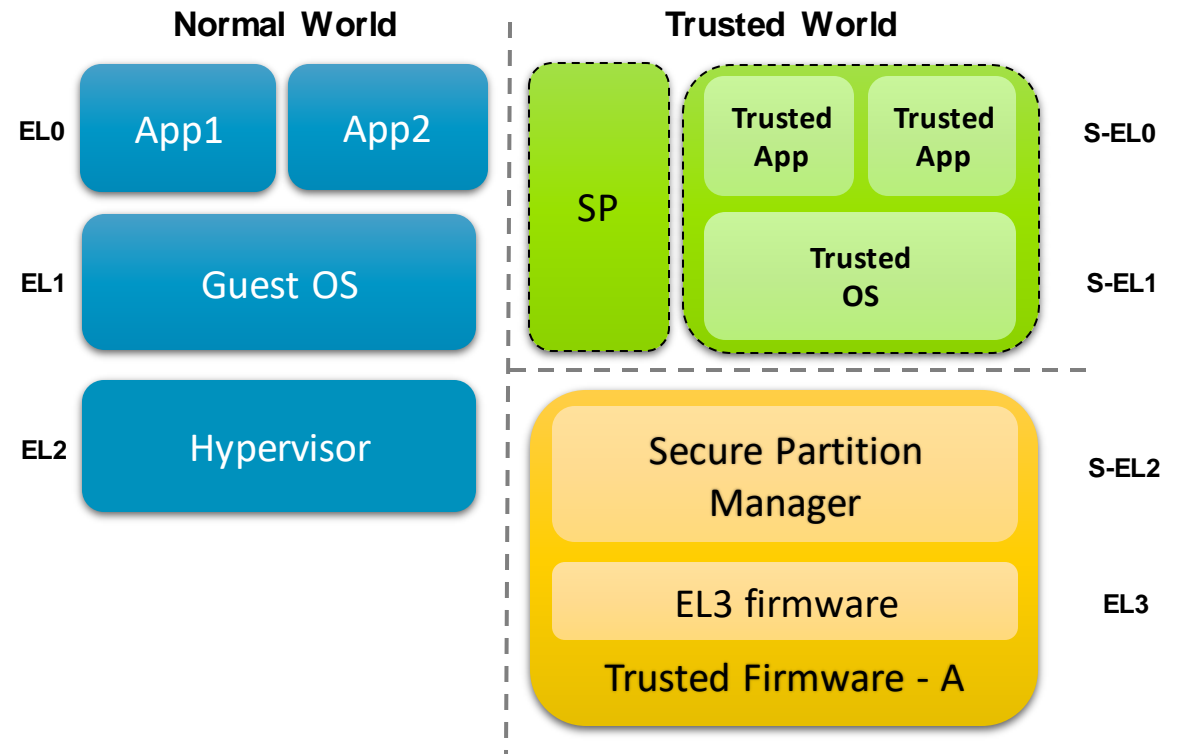 Normal World
Trusted World
EL0
App1
App2
SP
Trusted
App
Trusted
App
S-EL0
EL1
Guest OS
Trusted
OS
S-EL1
EL2
Hypervisor
Secure Partition
Manager
S-EL2
EL3 firmware
EL3
Trusted Firmware - A